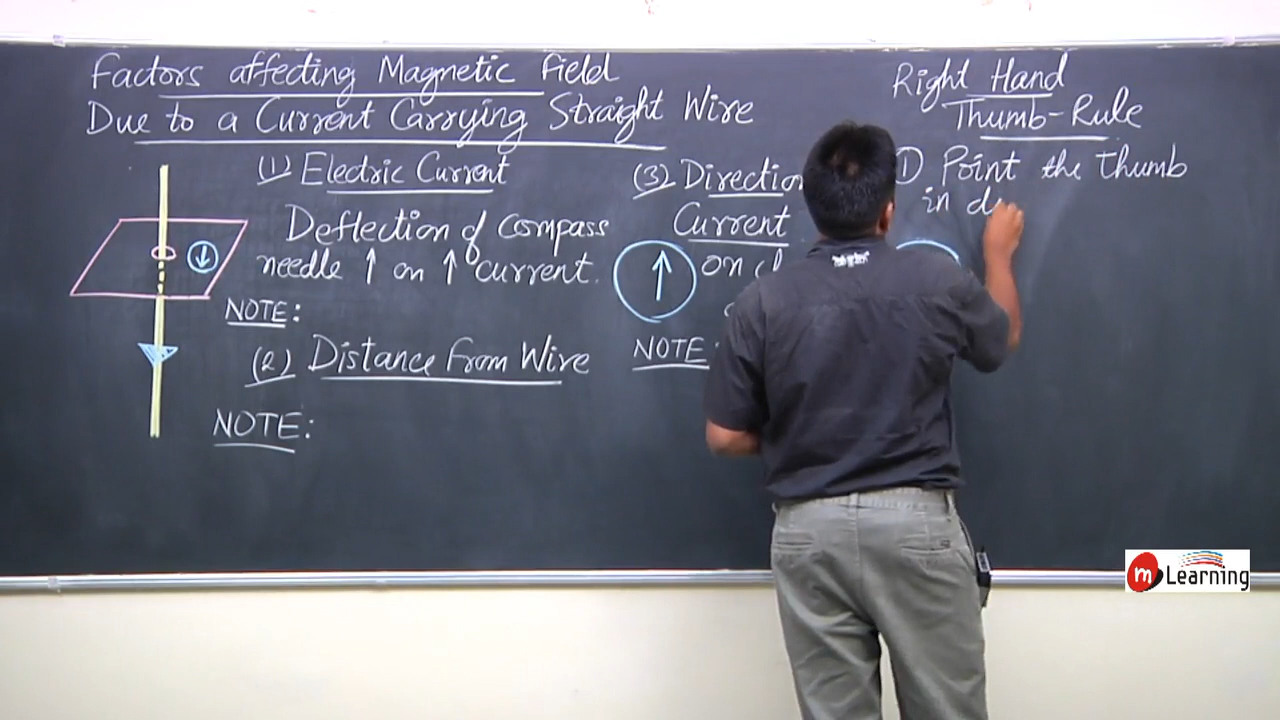 Factors affecting Magnetic Field
Due to a Current Carrying Straight Wire
(1) Electric Current
Deflection of compass
needle ↑ on ↑ current.
NOTE:
(2) Distance from Wire
NOTE:
(3) Direction
Current
on
NOTE:
Right Hand
Thumb-Rule
① Point the Thumb
in
m Learning